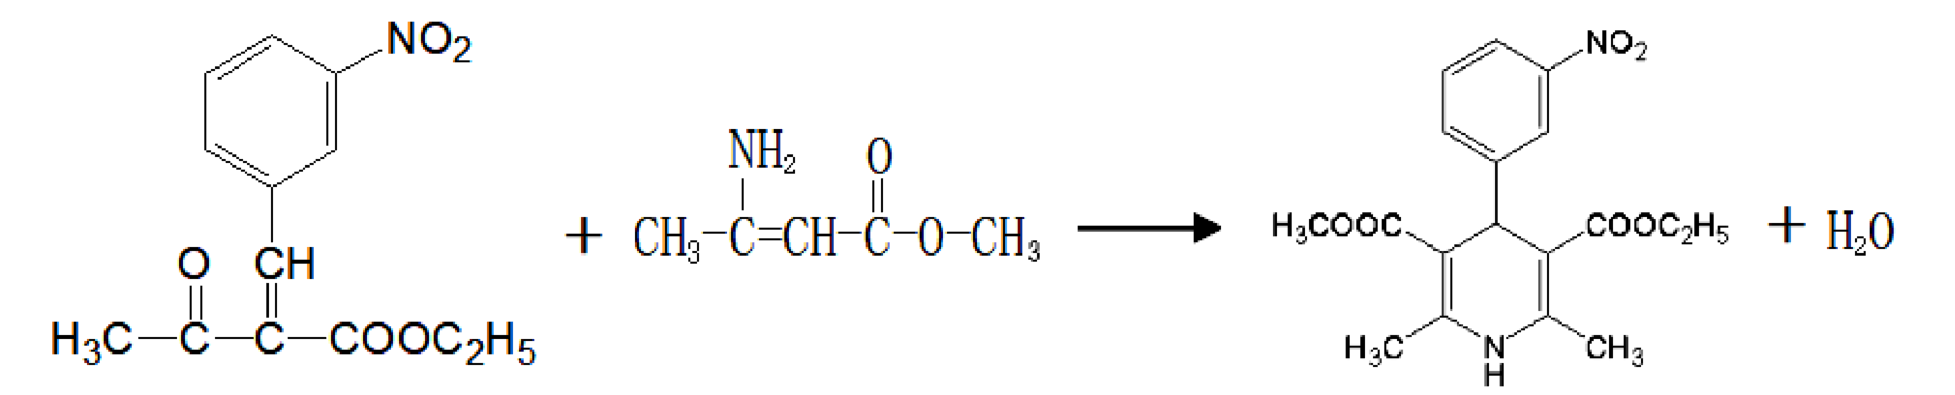 NO2
O
CH
H3C C C COOC2H5
+
NH2
O
CH3-C=CH-C-O-CH3
NO2
H3COOC COOC2H5
H3C N CH3
H
+ H2O